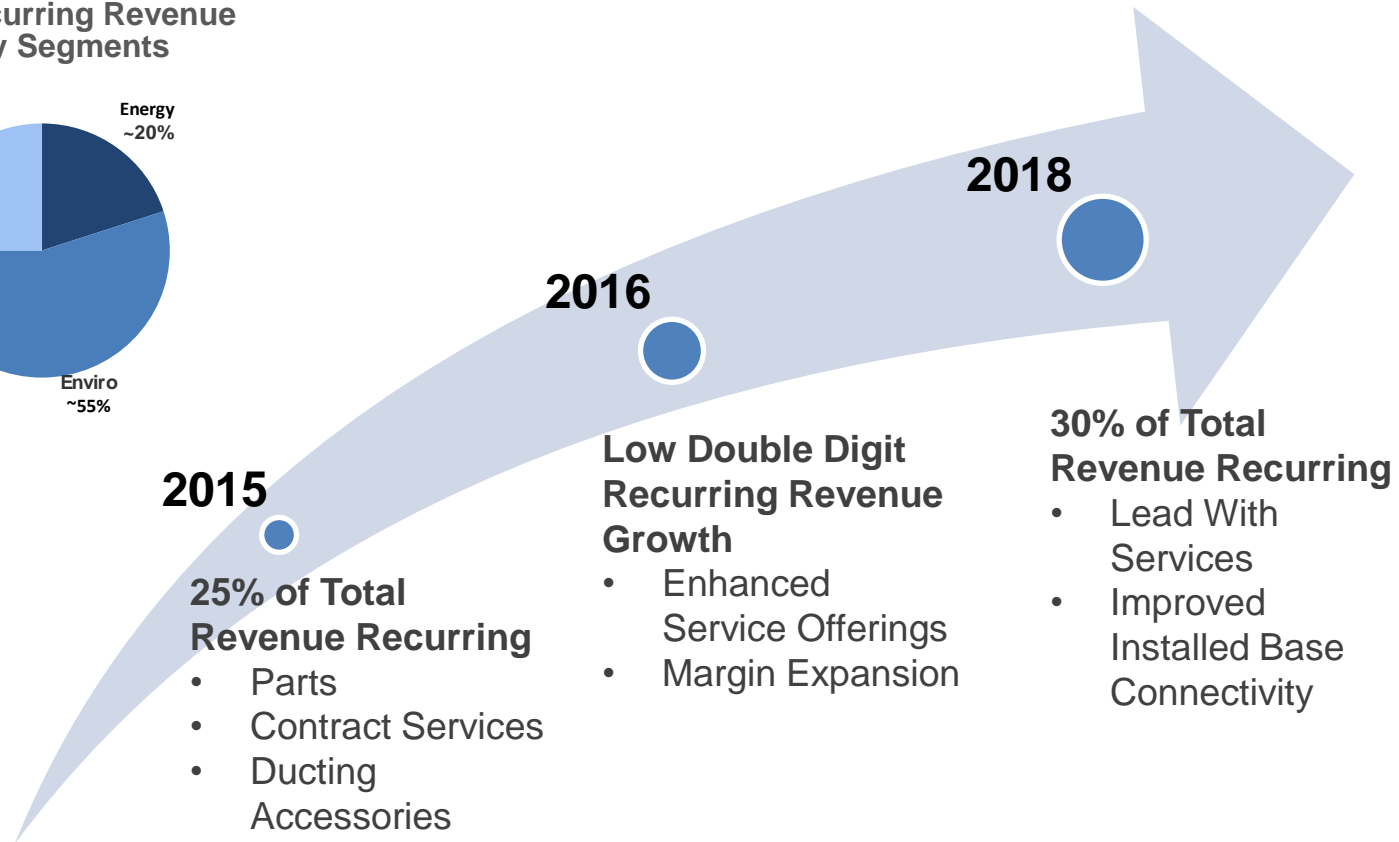 curring Revenue
y Segments
Energy
~20%
Enviro
~55%
2015
25% of Total
Revenue Recurring
• Parts
• Contract Services
• Ducting
Accessories
2016
Low Double Digit
Recurring Revenue
Growth
• Enhanced
Service Offerings
• Margin Expansion
2018
30% of Total
Revenue Recurring
• Lead With
Services
• Improved
Installed Base
Connectivity